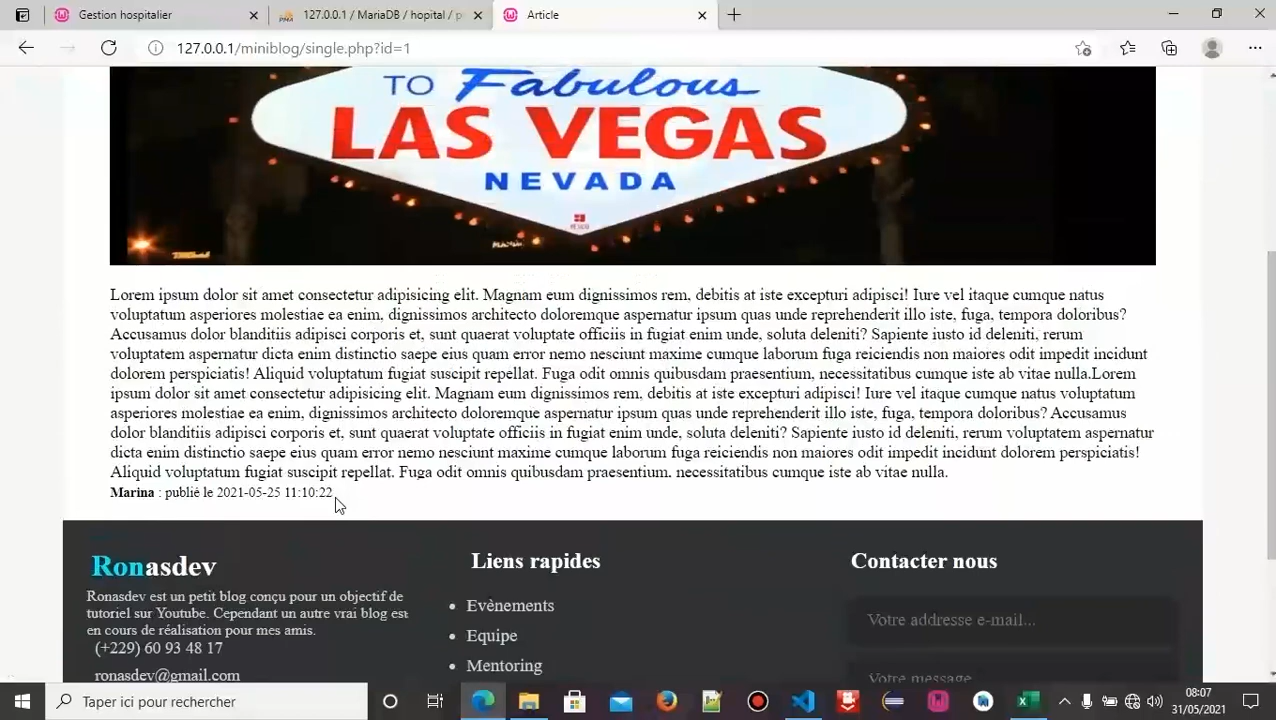 Gestion hospitalier
127.0.0.1 / MariaDB / hopital / p
Article
127.0.0.1/miniblog/single.php?id=1
TO Fabulous
LAS VEGAS
NEVADA
Lorem ipsum dolor sit amet consectetur adipisicing elit. Magnam eum dignissimos rem, debitis at iste excepturi adipisci! Iure vel itaque cumque natus
voluptatum asperiores molestiae ea enim, dignissimos architecto doloremque aspernatur ipsum quas unde reprehenderit illo iste, fuga, tempora doloribus?
Accusamus dolor blanditiis adipisci corporis et, sunt quaerat voluptate officiis in fugiat enim unde, soluta deleniti? Sapiente iusto id deleniti, rerum
voluptatem aspernatur dicta enim distinctio saepe eius quam error nemo nesciunt maxime cumque laborum fuga reiciendis non maiores odit impedit incidunt
dolorem perspiciatis! Aliquid voluptatum fugiat suscipit repellat. Fuga odit omnis quibusdam praesentium, necessitatibus cumque iste ab vitae nulla.Lorem
ipsum dolor sit amet consectetur adipisicing elit. Magnam eum dignissimos rem, debitis at iste excepturi adipisci! Iure vel itaque cumque natus voluptatum
asperiores molestiae ea enim, dignissimos architecto doloremque aspernatur ipsum quas unde reprehenderit illo iste, fuga, tempora doloribus? Accusamus
dolor blanditiis adipisci corporis et, sunt quaerat voluptate officiis in fugiat enim unde, soluta deleniti? Sapiente iusto id deleniti, rerum voluptatem aspernatur
dicta enim distinctio saepe eius quam error nemo nesciunt maxime cumque laborum fuga reiciendis non maiores odit impedit incidunt dolorem perspiciatis!
Aliquid voluptatum fugiat suscipit repellat. Fuga odit omnis quibusdam praesentium, necessitatibus cumque iste ab vitae nulla.
Marina : publié le 2021-05-25 11:10:22
Ronasdev
Ronasdev est un petit blog conçu pour un objectif de
tutoriel sur Youtube. Cependant un autre vrai blog est
en cours de réalisation pour mes amis.
(+229) 60 93 48 17
ronasdev@gmail.com
Liens rapides
Evènements
Equipe
Mentoring
Contacter nous
Votre addresse e-mail...
Votre message
Taper ici pour rechercher
08:07
31/05/2021